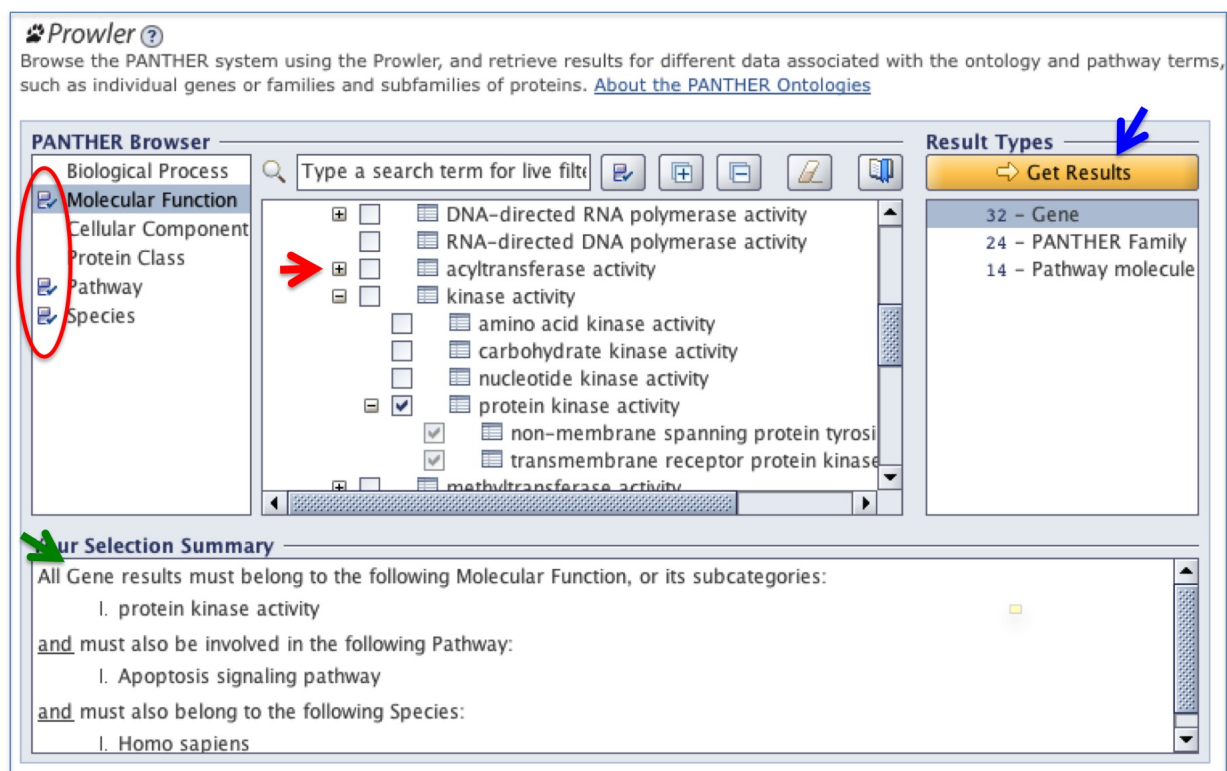 Prowler ?
Browse the PANTHER system using the Prowler, and retrieve results for different data associated with the ontology and pathway terms,
such as individual genes or families and subfamilies of proteins. About the PANTHER Ontologies
PANTHER Browser
Biological Process
Molecular Function
Cellular Component
Protein Class
Pathway
Species
Type a search term for live filte
DNA-directed RNA polymerase activity
RNA-directed DNA polymerase activity
acyltransferase activity
kinase activity
amino acid kinase activity
carbohydrate kinase activity
nucleotide kinase activity
protein kinase activity
non-membrane spanning protein tyrosi
transmembrane receptor protein kinase
methyltransferase activity
Result Types
Get Results
32 - Gene
24 - PANTHER Family
14 - Pathway molecule
Your Selection Summary
All Gene results must belong to the following Molecular Function, or its subcategories:
I. protein kinase activity
and must also be involved in the following Pathway:
I. Apoptosis signaling pathway
and must also belong to the following Species:
I. Homo sapiens